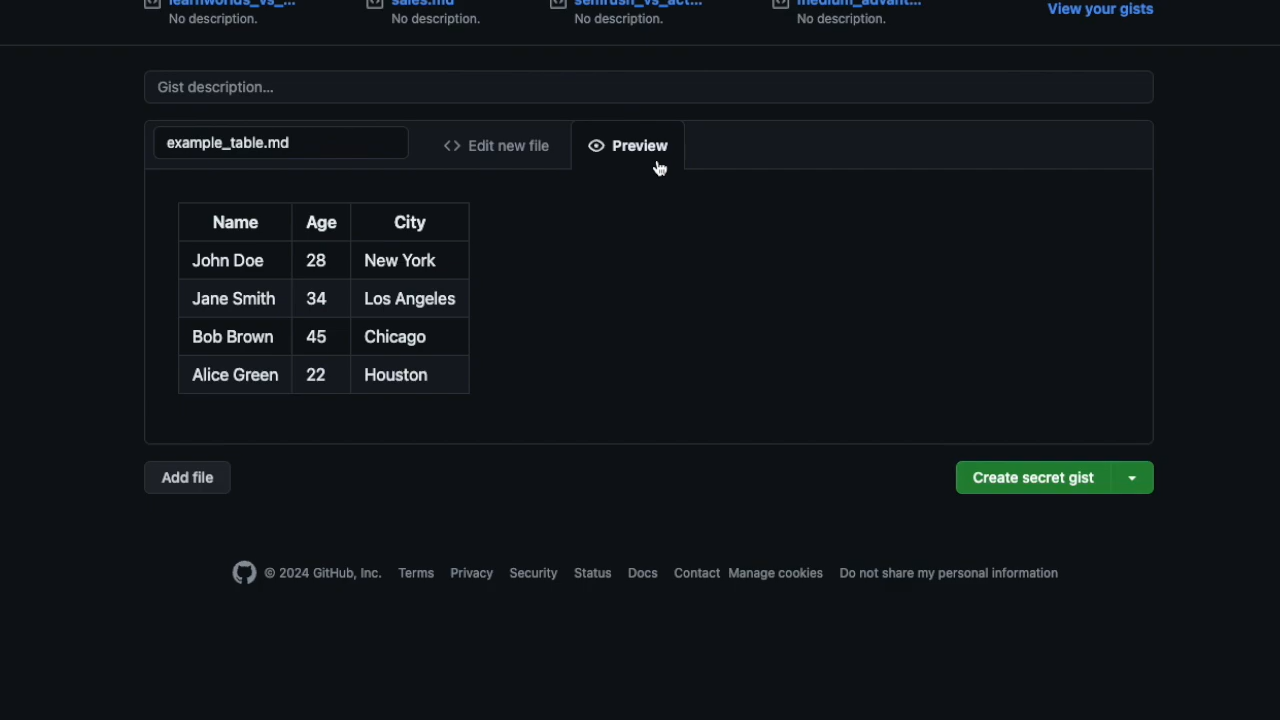 No description. No description. No description. No description.
View your gists
Gist description...
example_table.md <> Edit new file Preview
Name Age City
John Doe 28 New York
Jane Smith 34 Los Angeles
Bob Brown 45 Chicago
Alice Green 22 Houston
Add file Create secret gist
© 2024 GitHub, Inc. Terms Privacy Security Status Docs Contact Manage cookies Do not share my personal information